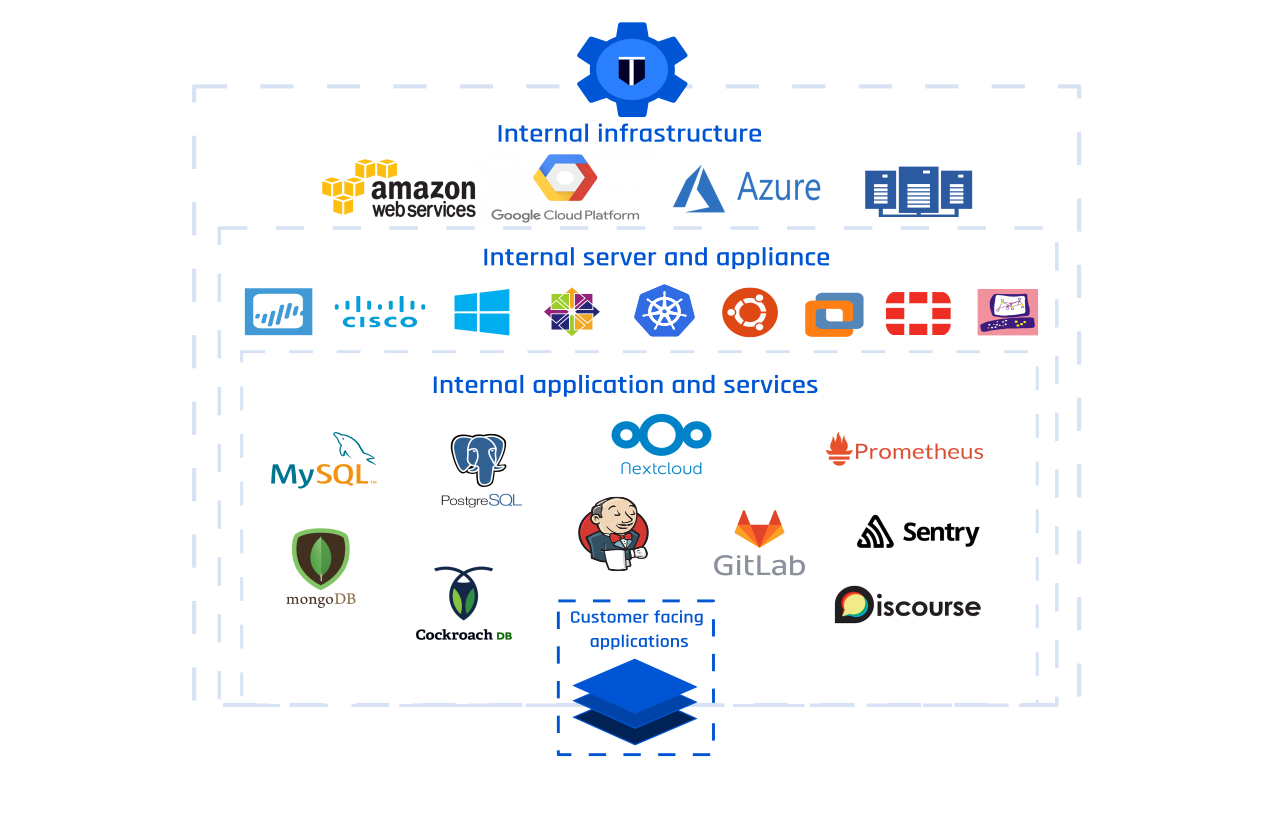 Internal infrastructure
amazon
web services
Google Cloud Platform
Azure
Internal server and appliance
CISCO
Internal application and services
MySQL™
PostgreSQL
Nextcloud
Prometheus
mongoDB
Cockroach DB
GitLab
Sentry
Discourse
Customer facing
applications